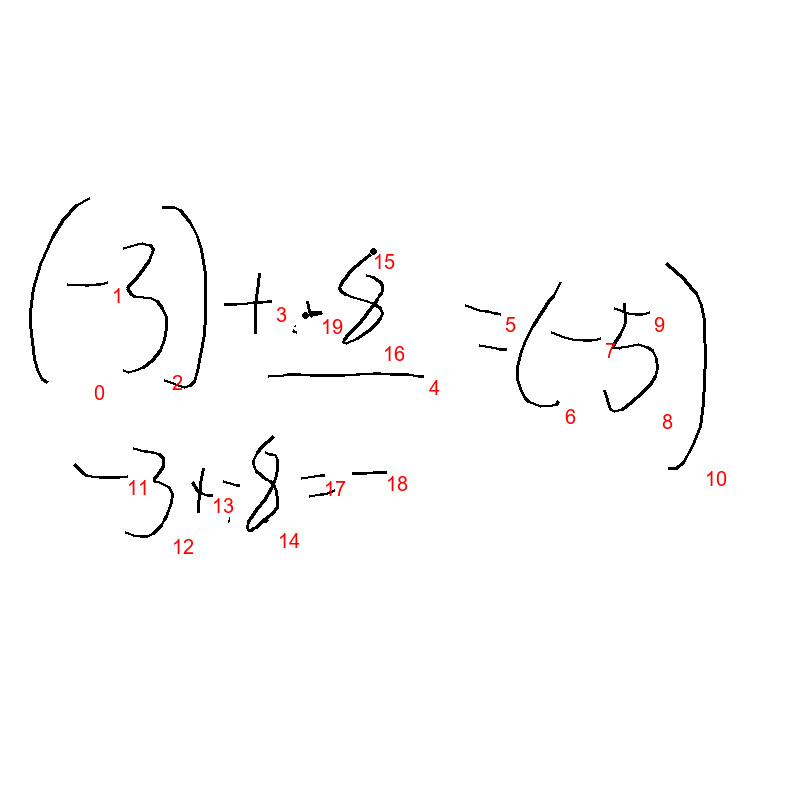 (-3) + +8 = (-5)
-3 + -8 = -